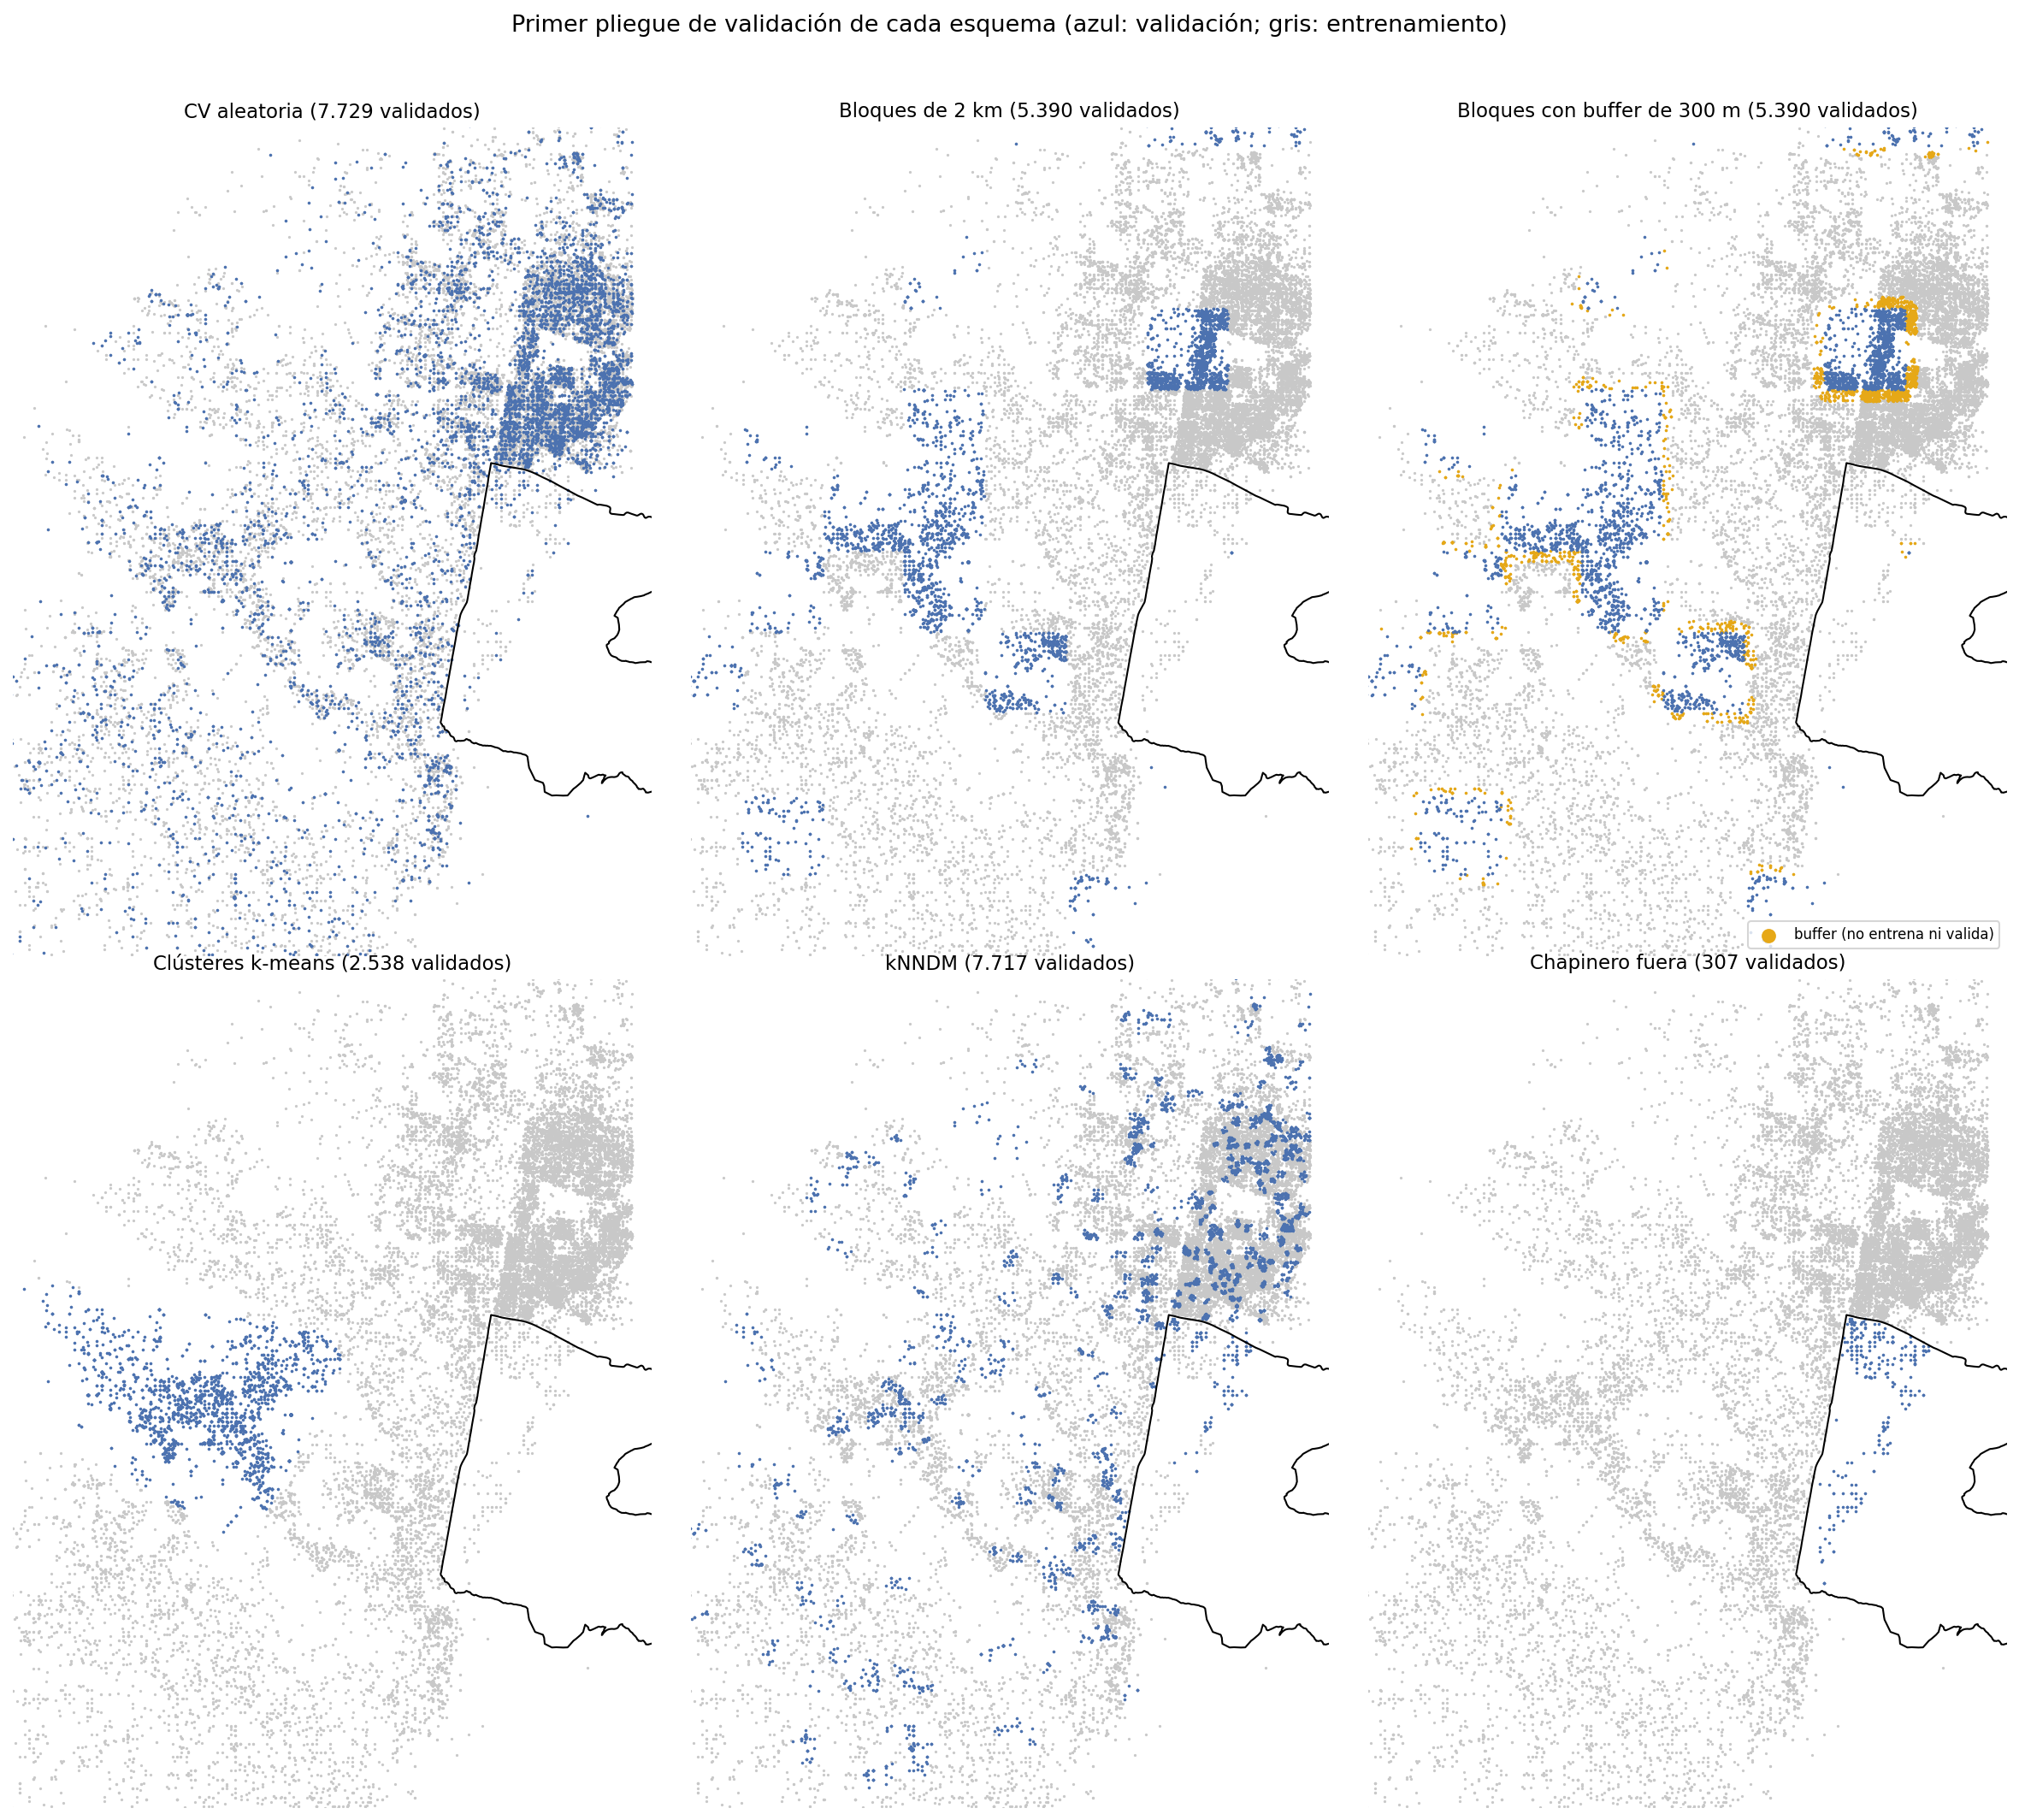 Primer pliegue de validación de cada esquema (azul: validación; gris: entrenamiento)
CV aleatoria (7.729 validados)
Bloques de 2 km (5.390 validados)
Bloques con buffer de 300 m (5.390 validados)
buffer (no entrena ni valida)
Clústeres k-means (2.538 validados)
kNNDM (7.717 validados)
Chapinero fuera (307 validados)